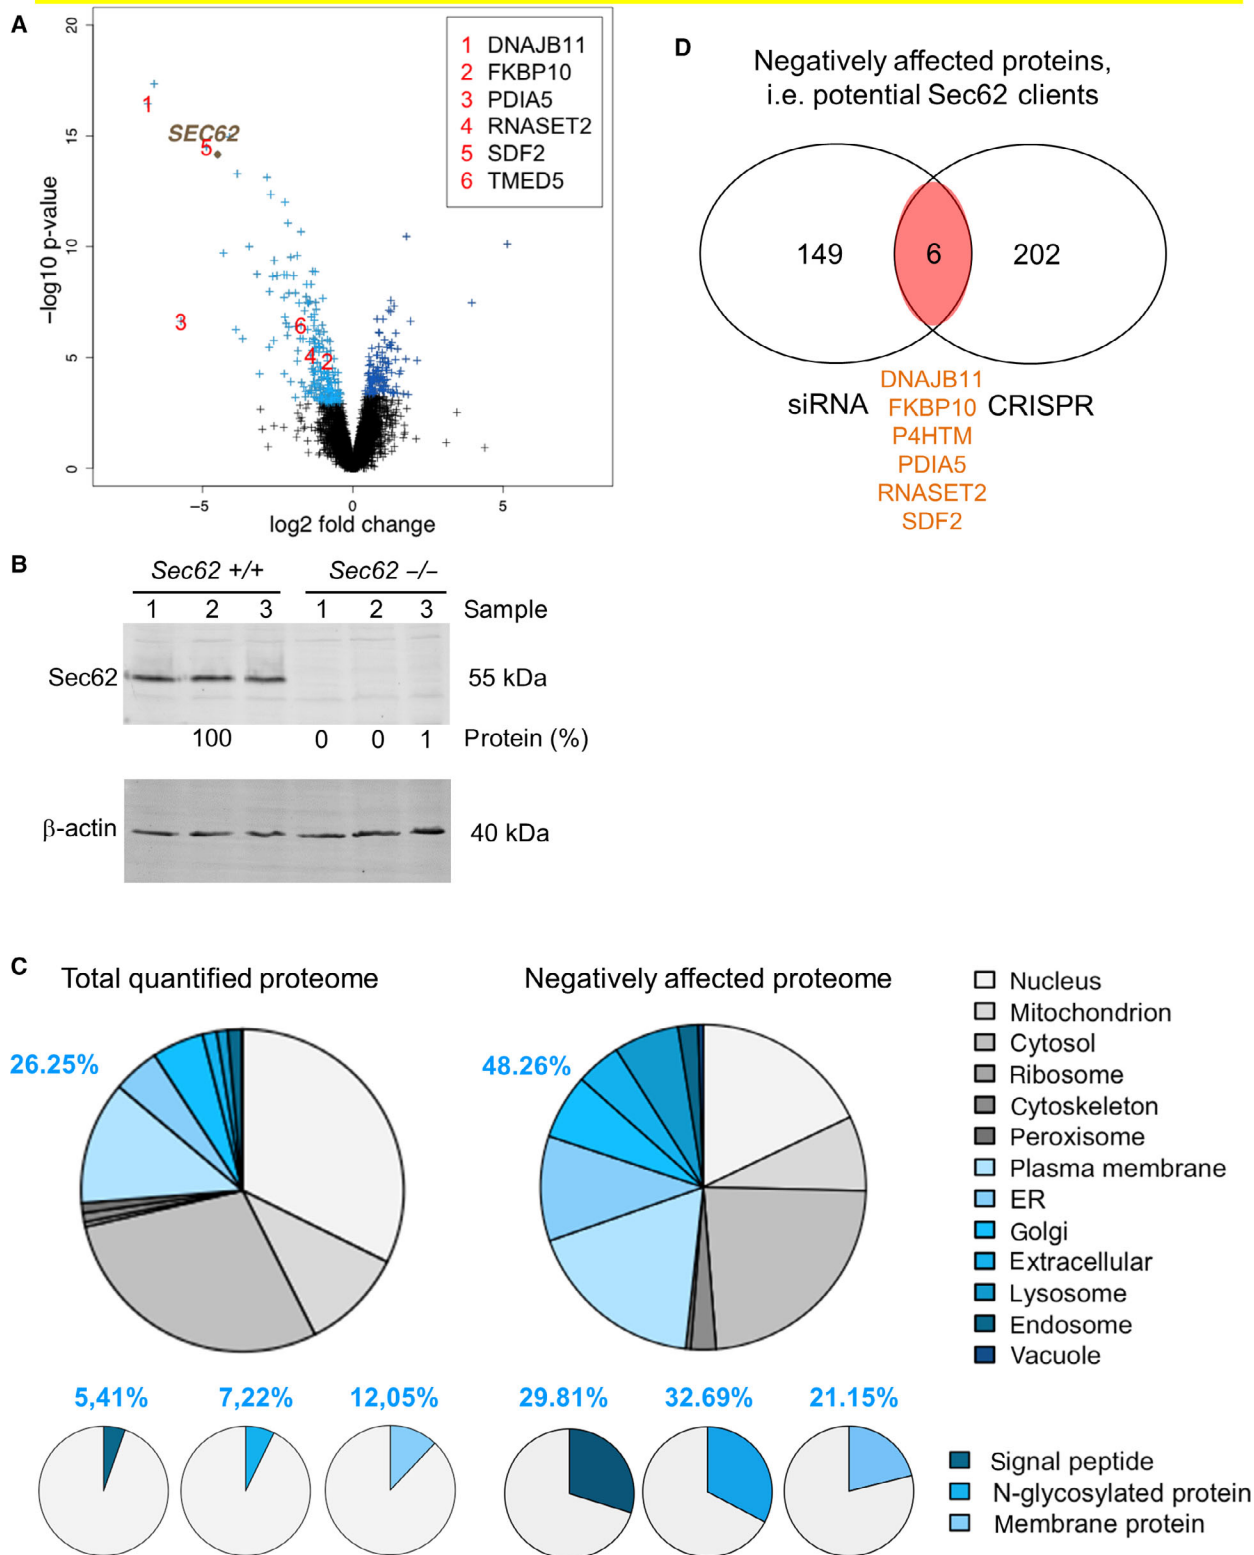 A
20
15
10
5
0
−log10 p-value
−5
0
5
log2 fold change
1 DNAJB11
2 FKBP10
3 PDIA5
4 RNASET2
5 SDF2
6 TMED5
1
SEC62
5
3
6
4
2
D
Negatively affected proteins,
i.e. potential Sec62 clients
149
6
202
siRNA
CRISPR
DNAJB11
FKBP10
P4HTM
PDIA5
RNASET2
SDF2
B
Sec62 +/+
Sec62 –/–
1 2 3 1 2 3 Sample
Sec62
55 kDa
100 0 0 1 Protein (%)
β-actin
40 kDa
C
Total quantified proteome
Negatively affected proteome
26.25%
48.26%
Nucleus
Mitochondrion
Cytosol
Ribosome
Cytoskeleton
Peroxisome
Plasma membrane
ER
Golgi
Extracellular
Lysosome
Endosome
Vacuole
5,41% 7,22% 12,05%
29.81% 32.69% 21.15%
Signal peptide
N-glycosylated protein
Membrane protein